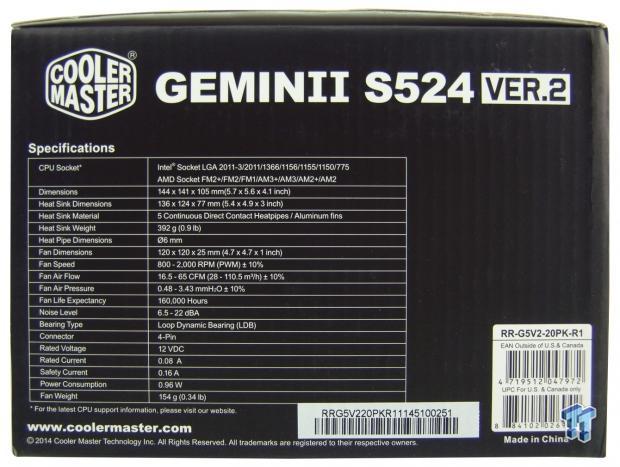 COOLER MASTER ®
GEMINII S524 VER.2
Specifications
CPU Socket* Intel® Socket LGA 2011-3/2011/1366/1156/1155/1150/775
AMD Socket FM2+/FM2/FM1/AM3+/AM3/AM2+/AM2
Dimensions 144 x 141 x 105 mm(5.7 x 5.6 x 4.1 inch)
Heat Sink Dimensions 136 x 124 x 77 mm (5.4 x 4.9 x 3 inch)
Heat Sink Material 5 Continuous Direct Contact Heatpipes / Aluminum fins
Heat Sink Weight 392 g (0.9 lb)
Heat Pipe Dimensions Ø6 mm
Fan Dimensions 120 x 120 x 25 mm (4.7 x 4.7 x 1 inch)
Fan Speed 800 - 2,000 RPM (PWM) ± 10%
Fan Air Flow 16.5 - 65 CFM (28 - 110.5 m³/h) ± 10%
Fan Air Pressure 0.48 - 3.43 mmH₂O ± 10%
Fan Life Expectancy 160,000 Hours
Noise Level 6.5 - 22 dBA
Bearing Type Loop Dynamic Bearing (LDB)
Connector 4-Pin
Rated Voltage 12 VDC
Rated Current 0.08 A
Safety Current 0.16 A
Power Consumption 0.96 W
Fan Weight 154 g (0.34 lb)
* For the latest CPU support information, please visit our website.
www.coolermaster.com
© 2014 Cooler Master Technology Inc. All Rights Reserved. All trademarks are registered to their respective owners.
RRG5V220PKR11145100251
RR-G5V2-20PK-R1
EAN Outside of U.S.& Canada
4 719512 047972
UPC For U.S. & Canada only
Made in China